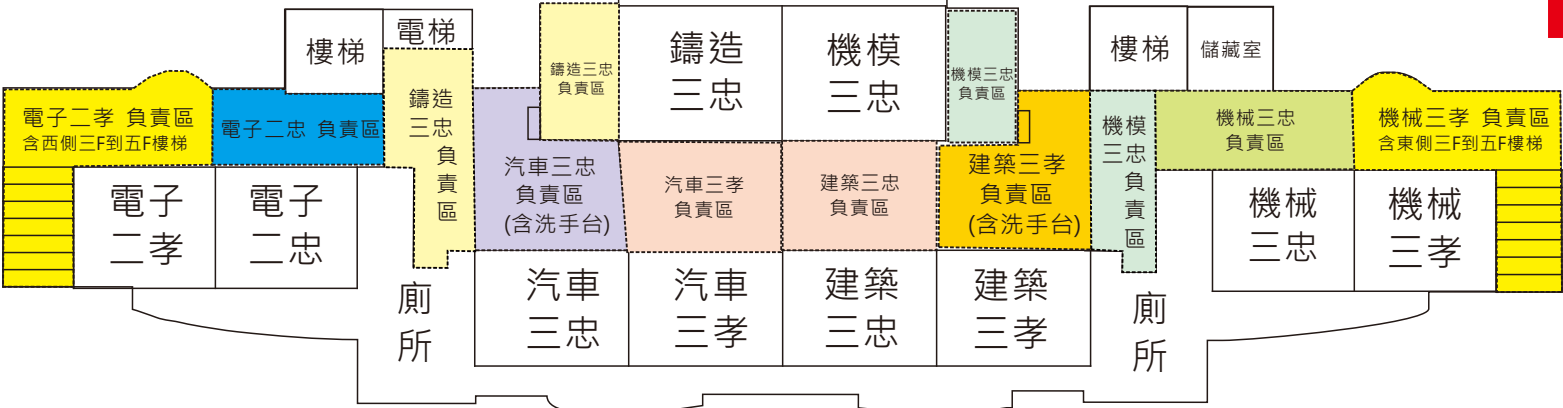 樓梯
電梯
鑄造三忠
負責區
鑄造
三忠
機模
三忠
機模三忠
負責區
樓梯
儲藏室
電子二孝 負責區
含西側三F到五F樓梯
電子二忠 負責區
鑄造
三忠負責區
汽車三忠
負責區
(含洗手台)
汽車三孝
負責區
建築三忠
負責區
建築三孝
負責區
(含洗手台)
機模
三忠負責區
機械三忠
負責區
機械三孝 負責區
含東側三F到五F樓梯
電子
二孝
電子
二忠
廁所
汽車
三忠
汽車
三孝
建築
三忠
建築
三孝
廁所
機械
三忠
機械
三孝